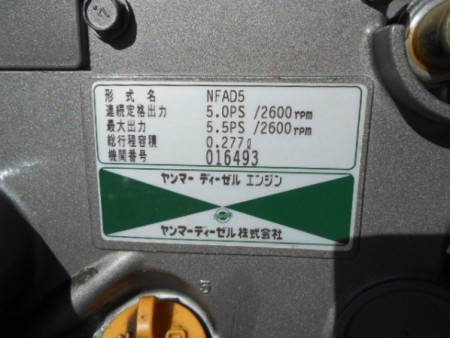 形式名 NFAD5
連続定格出力 5.0PS /2600rpm
最大出力 5.5PS /2600rpm
総行程容積 0.277ℓ
機関番号 016493
ヤンマー ディーゼル エンジン
ヤンマーディーゼル 株式会社